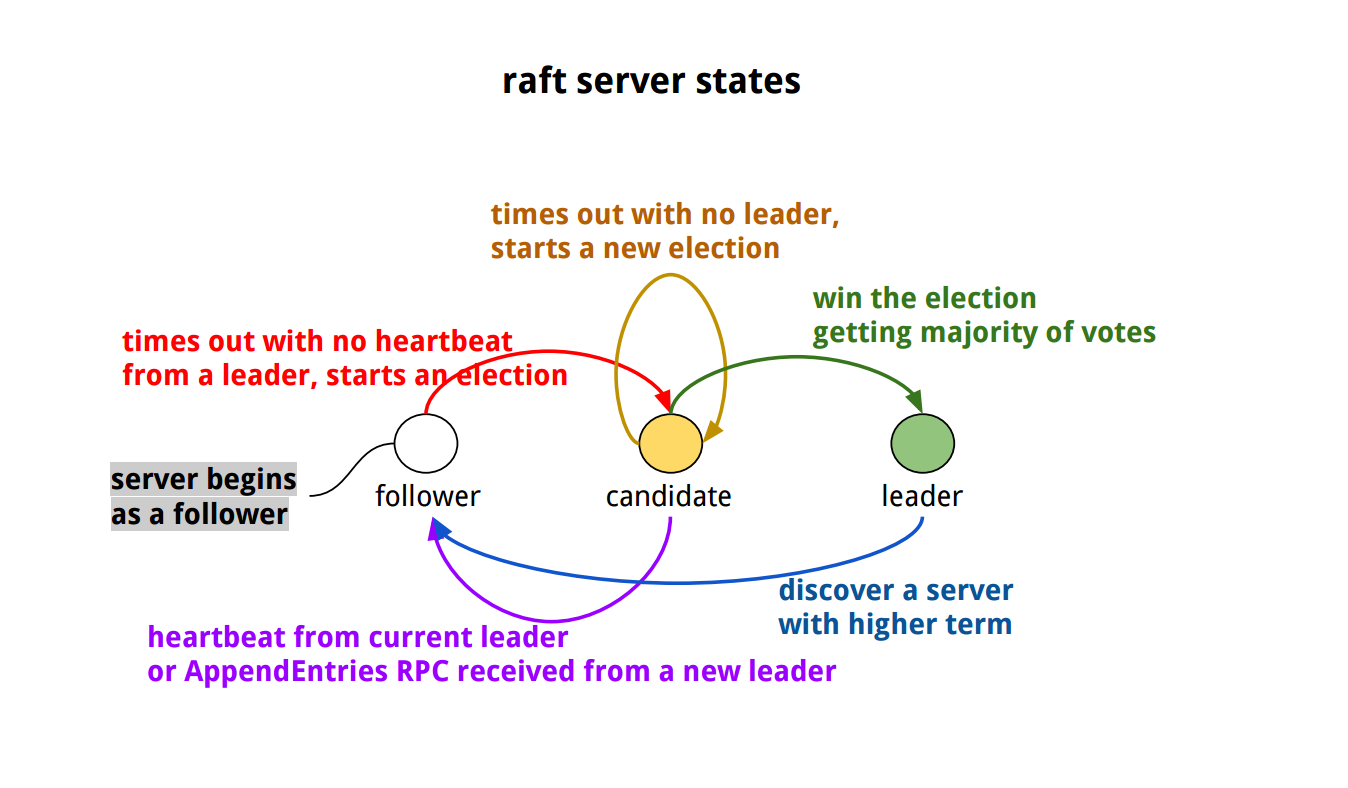 raft server states
times out with no leader,
starts a new election
win the election
getting majority of votes
times out with no heartbeat
from a leader, starts an election
server begins
as a follower
follower
candidate
leader
discover a server
with higher term
heartbeat from current leader
or AppendEntries RPC received from a new leader